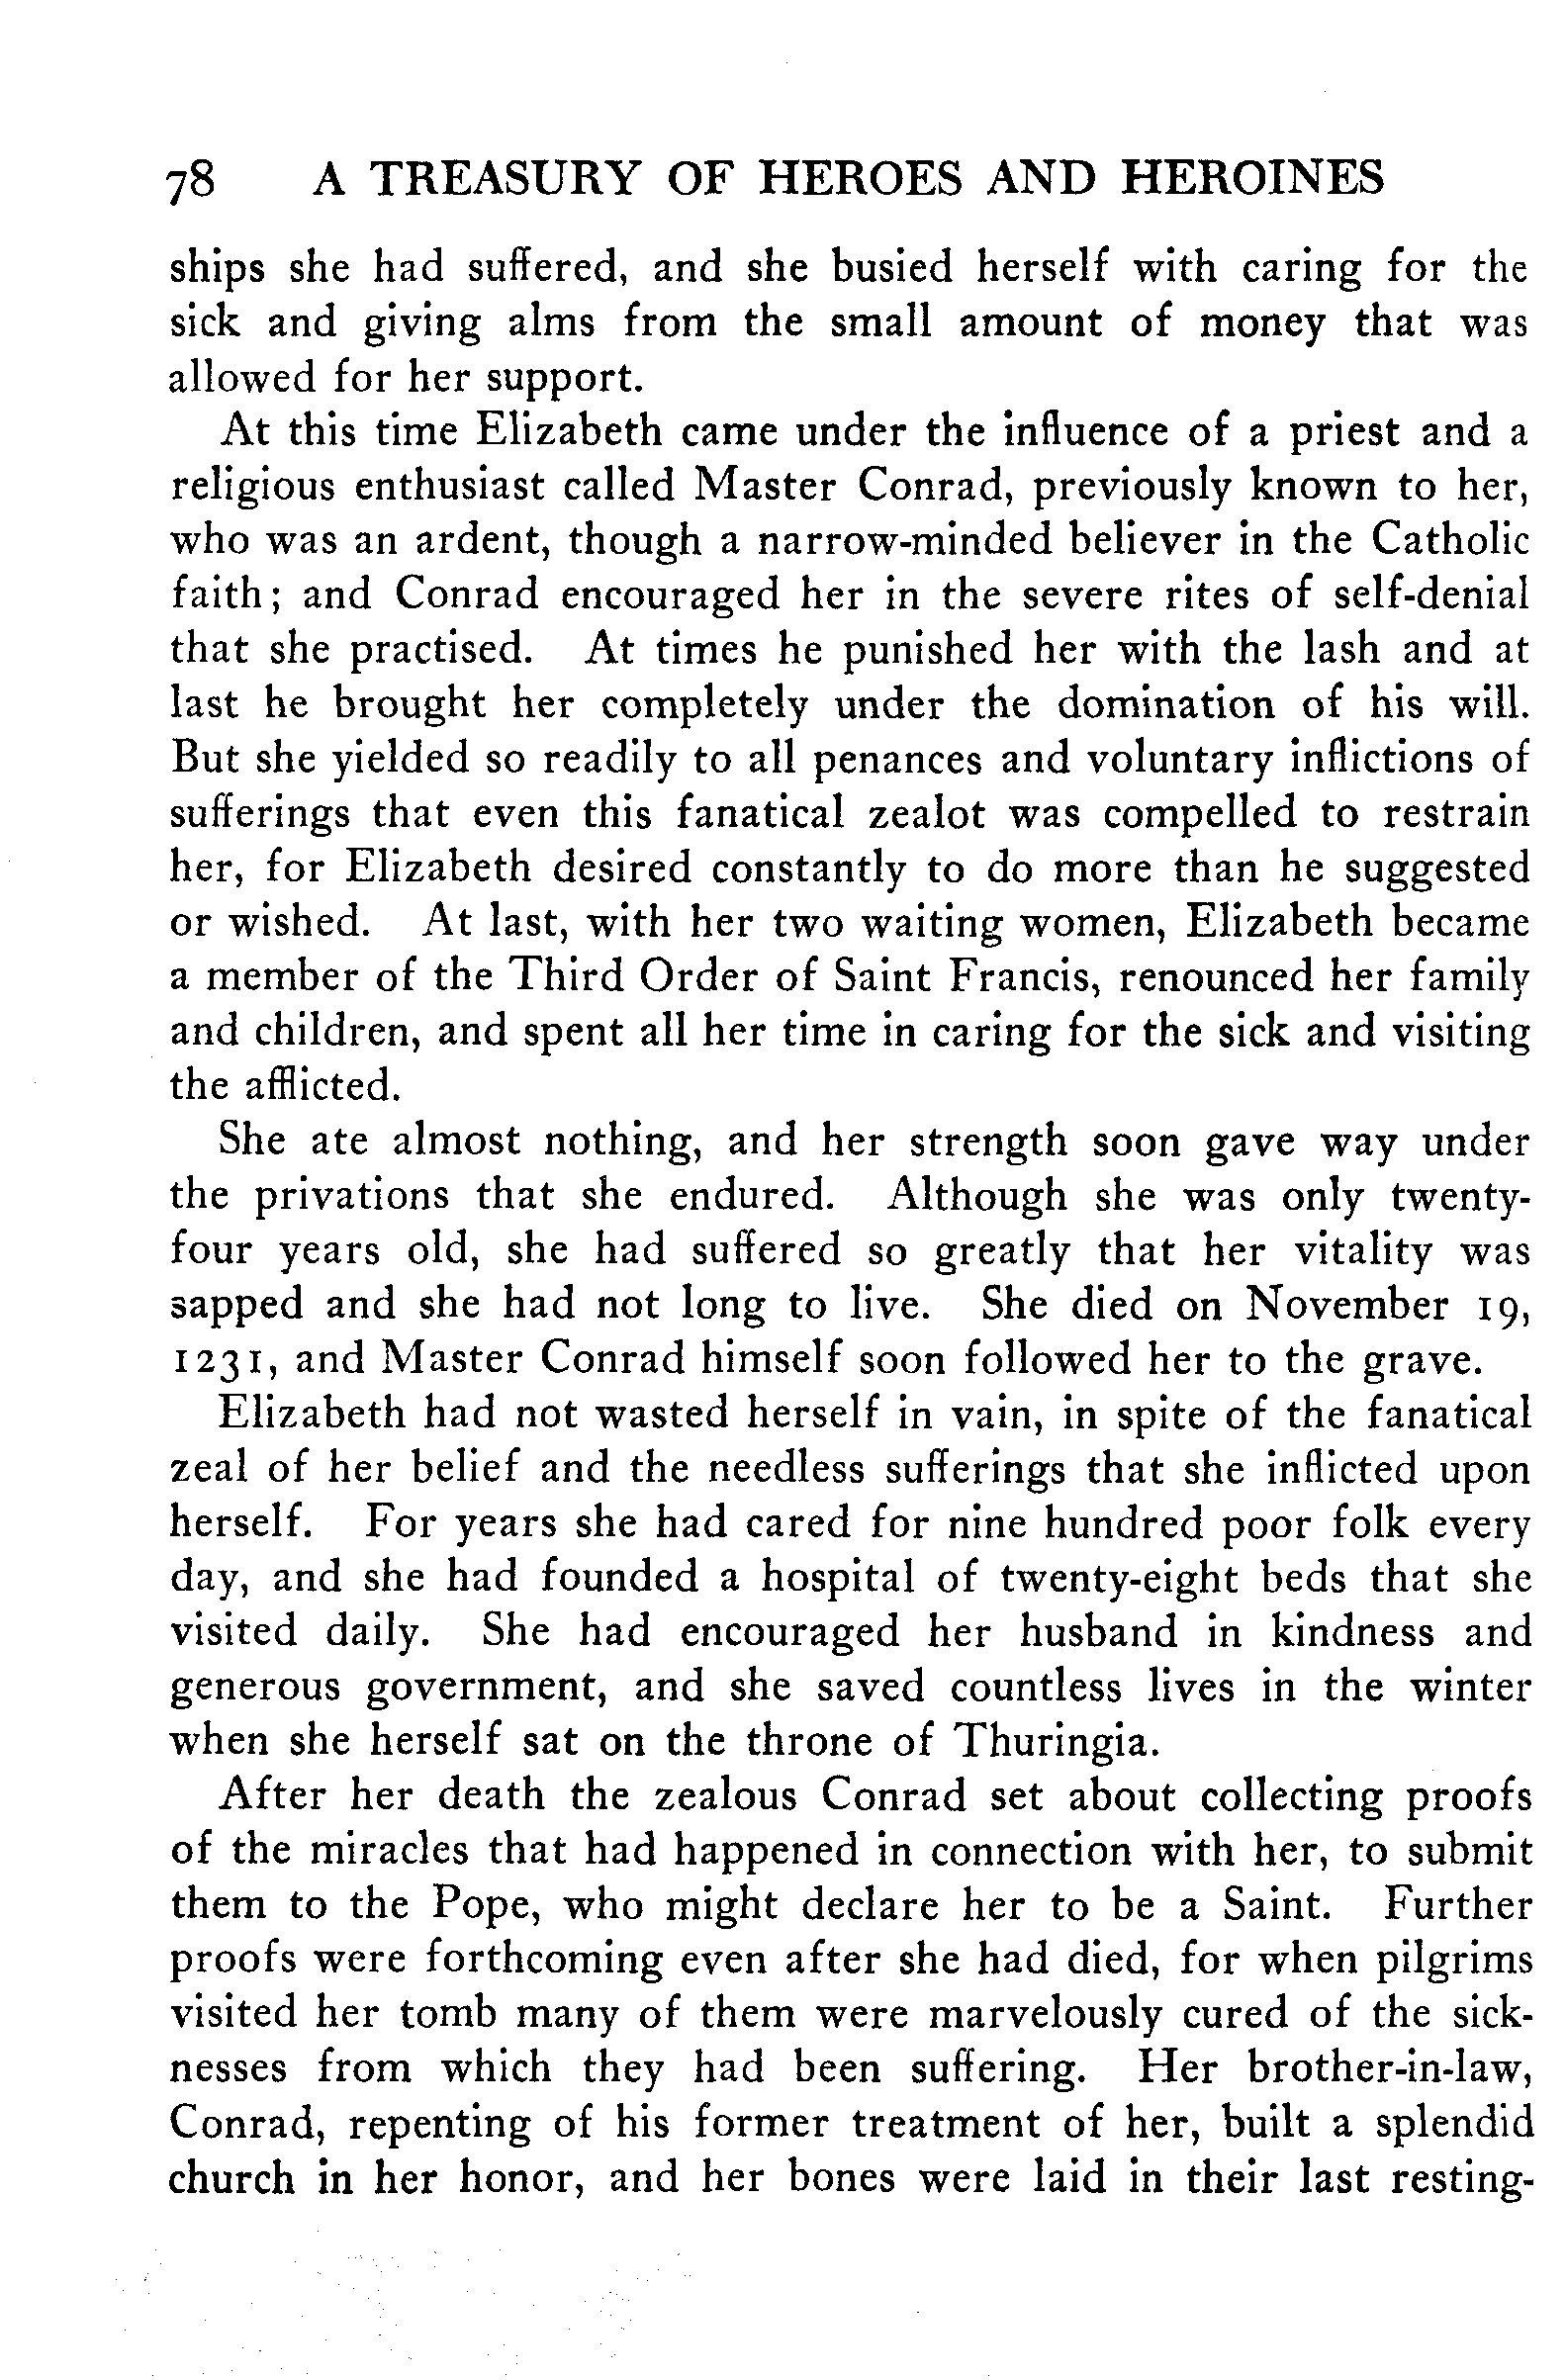 78 A TREASURY OF HEROES AND HEROINES
ships she had suffered, and she busied herself with caring for the
sick and giving alms from the small amount of money that was
allowed for her support.
At this time Elizabeth came under the influence of a priest and a
religious enthusiast called Master Conrad, previously known to her,
who was an ardent, though a narrow-minded believer in the Catholic
faith; and Conrad encouraged her in the severe rites of self-denial
that she practised. At times he punished her with the lash and at
last he brought her completely under the domination of his will.
But she yielded so readily to all penances and voluntary inflictions of
sufferings that even this fanatical zealot was compelled to restrain
her, for Elizabeth desired constantly to do more than he suggested
or wished. At last, with her two waiting women, Elizabeth became
a member of the Third Order of Saint Francis, renounced her family
and children, and spent all her time in caring for the sick and visiting
the afflicted.
She ate almost nothing, and her strength soon gave way under
the privations that she endured. Although she was only twenty-
four years old, she had suffered so greatly that her vitality was
sapped and she had not long to live. She died on November 19,
1231, and Master Conrad himself soon followed her to the grave.
Elizabeth had not wasted herself in vain, in spite of the fanatical
zeal of her belief and the needless sufferings that she inflicted upon
herself. For years she had cared for nine hundred poor folk every
day, and she had founded a hospital of twenty-eight beds that she
visited daily. She had encouraged her husband in kindness and
generous government, and she saved countless lives in the winter
when she herself sat on the throne of Thuringia.
After her death the zealous Conrad set about collecting proofs
of the miracles that had happened in connection with her, to submit
them to the Pope, who might declare her to be a Saint. Further
proofs were forthcoming even after she had died, for when pilgrims
visited her tomb many of them were marvelously cured of the sick-
nesses from which they had been suffering. Her brother-in-law,
Conrad, repenting of his former treatment of her, built a splendid
church in her honor, and her bones were laid in their last resting-